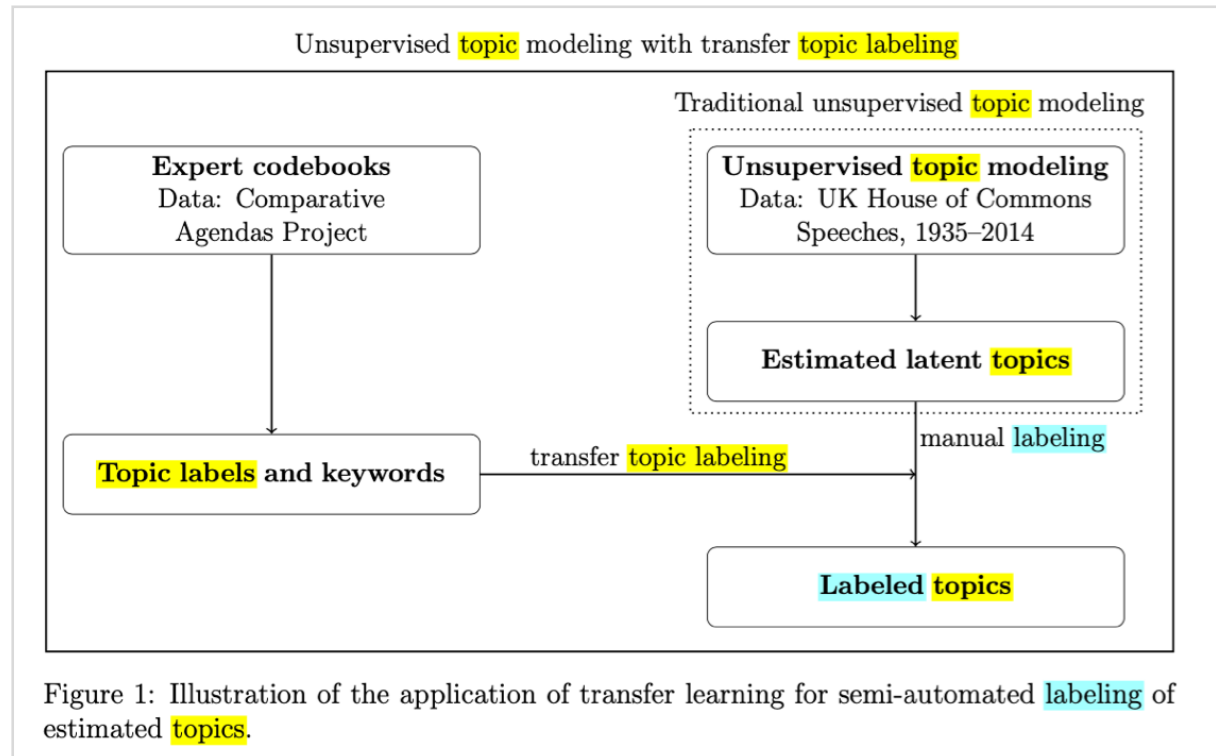 Unsupervised topic modeling with transfer topic labeling
Traditional unsupervised topic modeling
Expert codebooks
Data: Comparative
Agendas Project
Unsupervised topic modeling
Data: UK House of Commons
Speeches, 1935–2014
Estimated latent topics
manual labeling
Topic labels and keywords
transfer topic labeling
Labeled topics
Figure 1: Illustration of the application of transfer learning for semi-automated labeling of
estimated topics.